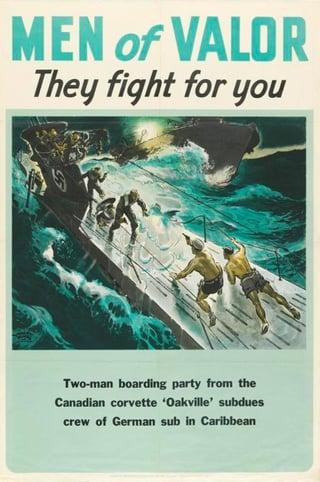 MEN of VALOR
They fight for you
Two-man boarding party from the
Canadian corvette ‘Oakville’ subdues
crew of German sub in Caribbean